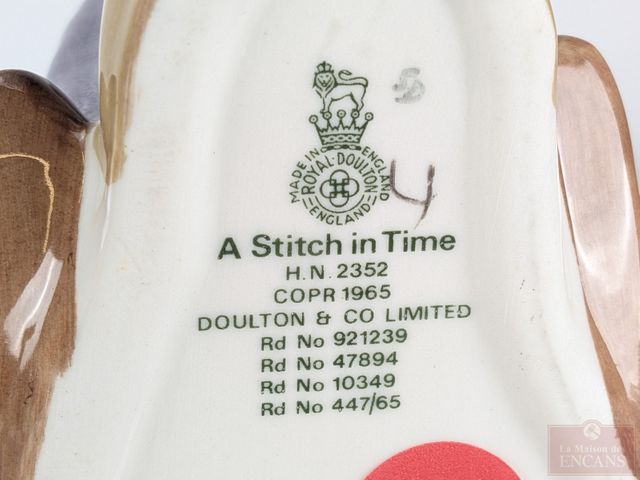 MADE IN ENGLAND
ROYAL·DOULTON
ENGLAND
4
A Stitch in Time
H.N. 2352
COPR 1965
DOULTON & CO LIMITED
Rd No 921239
Rd No 47894
Rd No 10349
Rd No 447/65
La Maison des
ENCANS